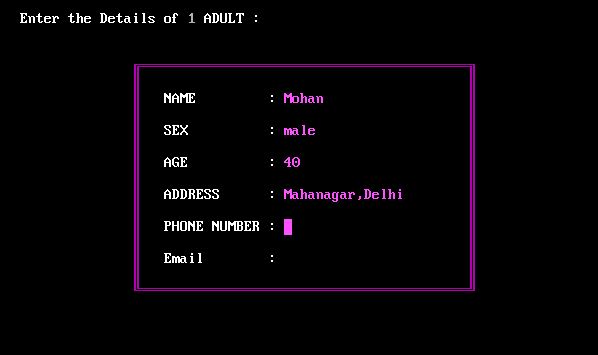 Enter the Details of 1 ADULT :
NAME : Mohan
SEX : male
AGE : 40
ADDRESS : Mahanagar,Delhi
PHONE NUMBER :
Email :